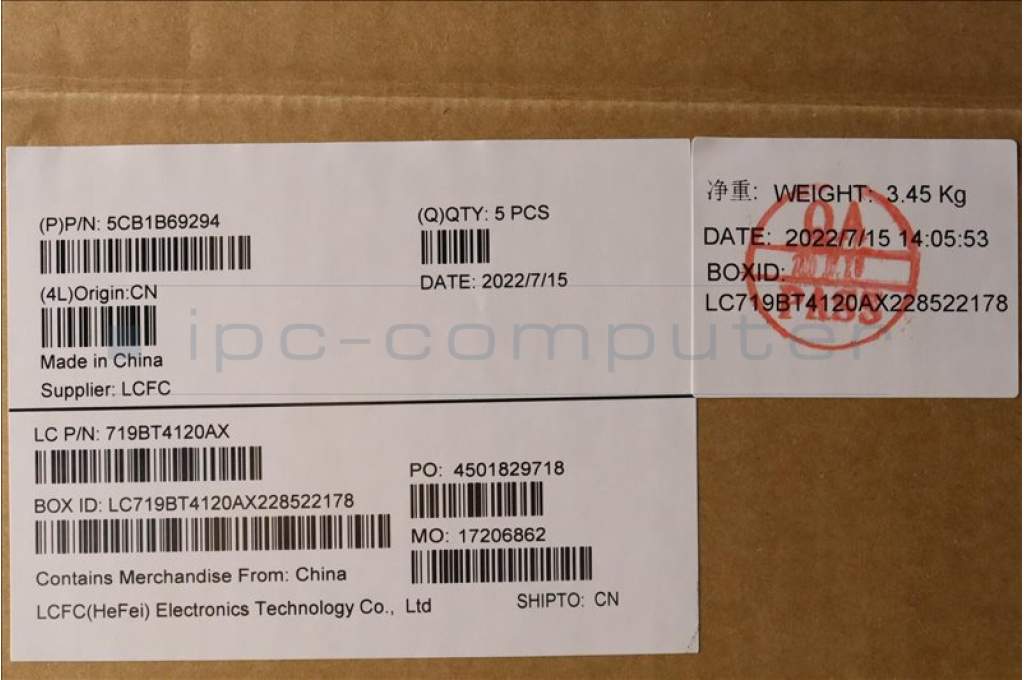 (P)P/N: 5CB1B69294
(Q)QTY: 5 PCS
(4L)Origin:CN
DATE: 2022/7/15
Made in China
Supplier: LCFC
净重: WEIGHT: 3.45 Kg
DATE: 2022/7/15 14:05:53
BOXID:
LC719BT4120AX228522178
QA
PASS
ipc-computer
LC P/N: 719BT4120AX
PO: 4501829718
BOX ID: LC719BT4120AX228522178
MO: 17206862
Contains Merchandise From: China
LCFC(HeFei) Electronics Technology Co., Ltd
SHIPTO: CN